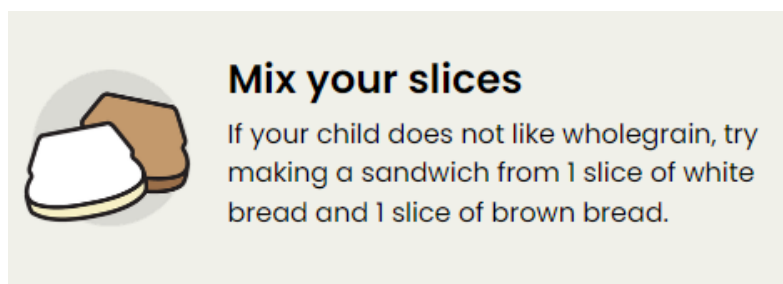 Mix your slices
If your child does not like wholegrain, try
making a sandwich from 1 slice of white
bread and 1 slice of brown bread.